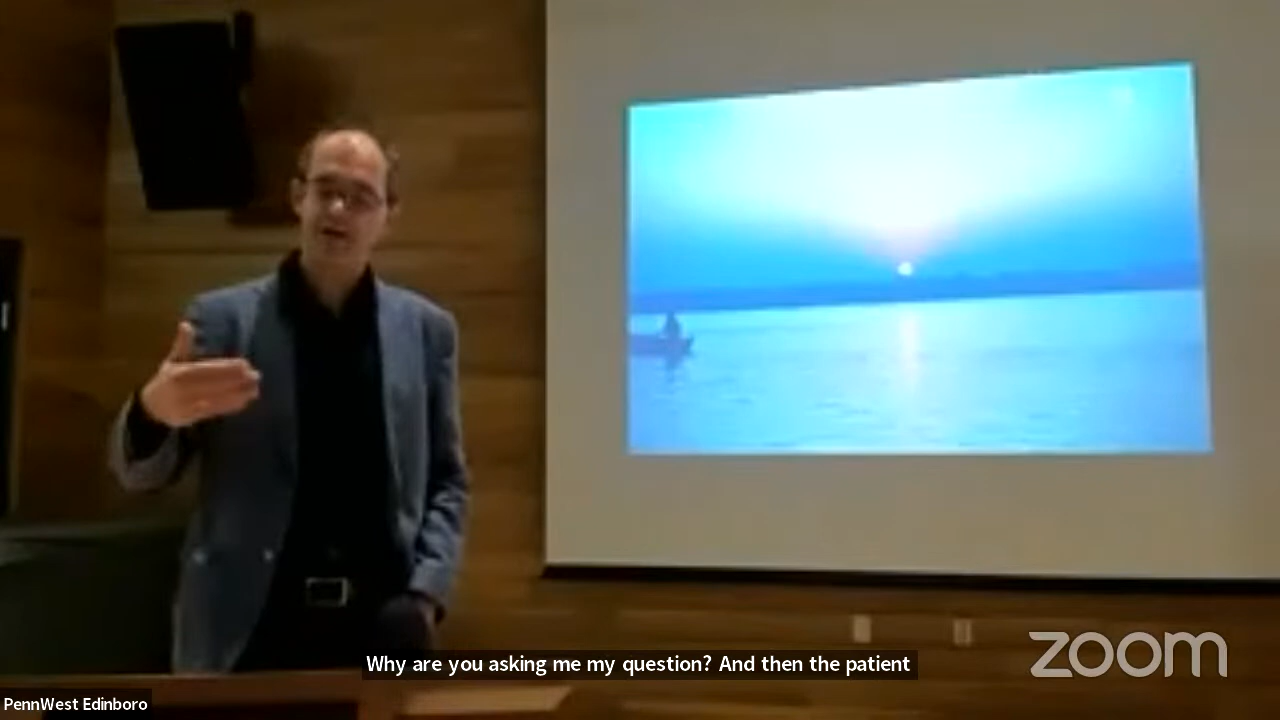 Why are you asking me my question? And then the patient
zoom
PennWest Edinboro